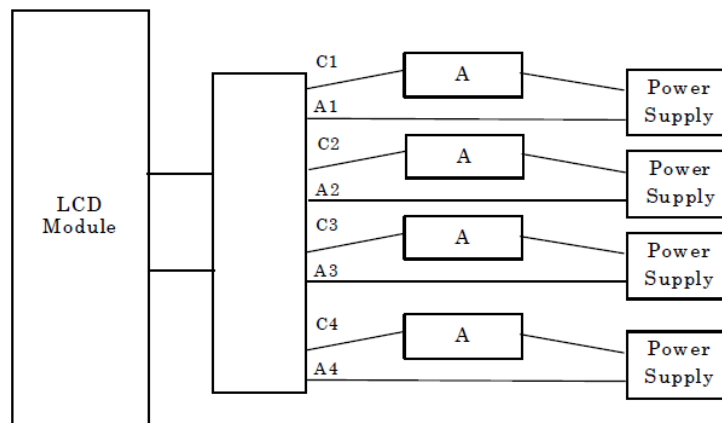 C1
A
Power
Supply
A1
C2
A
Power
Supply
A2
LCD
Module
C3
A
Power
Supply
A3
C4
A
Power
Supply
A4